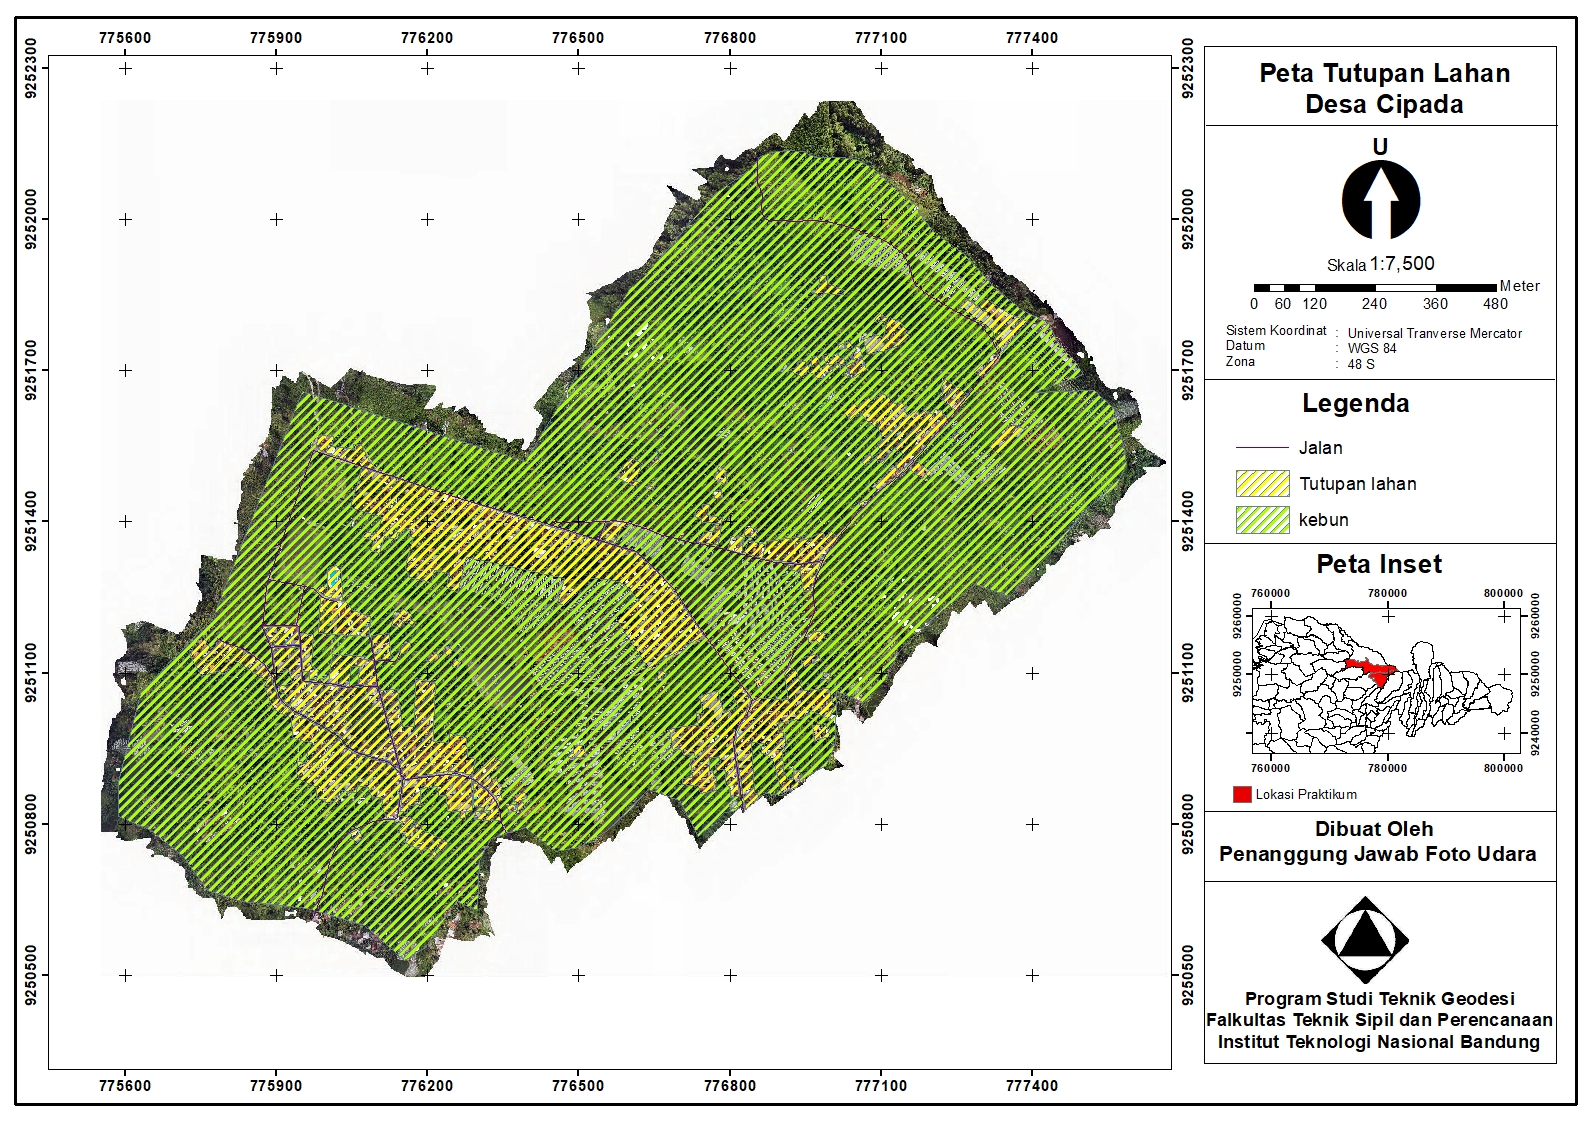 775600 775900 776200 776500 776800 777100 777400
9252300 9252000 9251700 9251400 9251100 9250800 9250500
9252300 9252000 9251700 9251400 9251100 9250800 9250500
775600 775900 776200 776500 776800 777100 777400
Peta Tutupan Lahan
Desa Cipada
U
Skala 1:7,500
Meter
0 60 120 240 360 480
Sistem Koordinat : Universal Tranverse Mercator
Datum : WGS 84
Zona : 48 S
Legenda
Jalan
Tutupan lahan
kebun
Peta Inset
760000 780000 800000
9260000 9250000
9260000 9250000 9240000
760000 780000 800000
Lokasi Praktikum
Dibuat Oleh
Penanggung Jawab Foto Udara
Program Studi Teknik Geodesi
Falkultas Teknik Sipil dan Perencanaan
Institut Teknologi Nasional Bandung